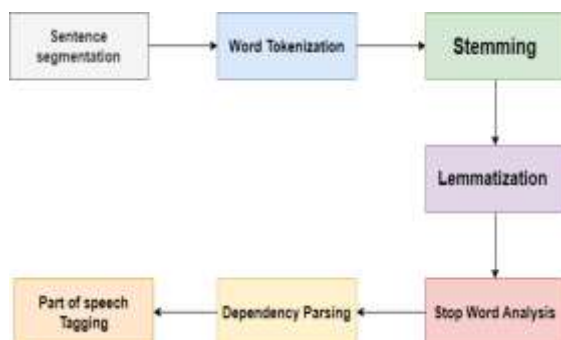 Sentence
segmentation
Word Tokenization
Stemming
Lemmatization
Stop Word Analysis
Dependency Parsing
Part of speech
Tagging